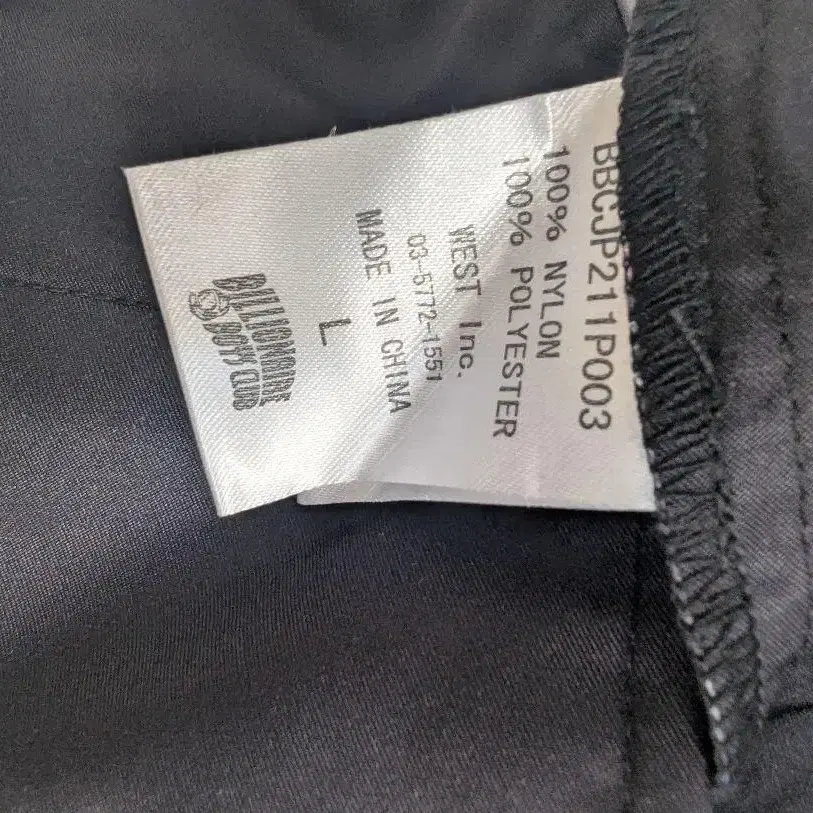 BBCJP211P003
100% NYLON
100% POLYESTER
WEST Inc.
03-5772-1551
MADE IN CHINA
L
BILLIONAIRE
BOYS CLUB